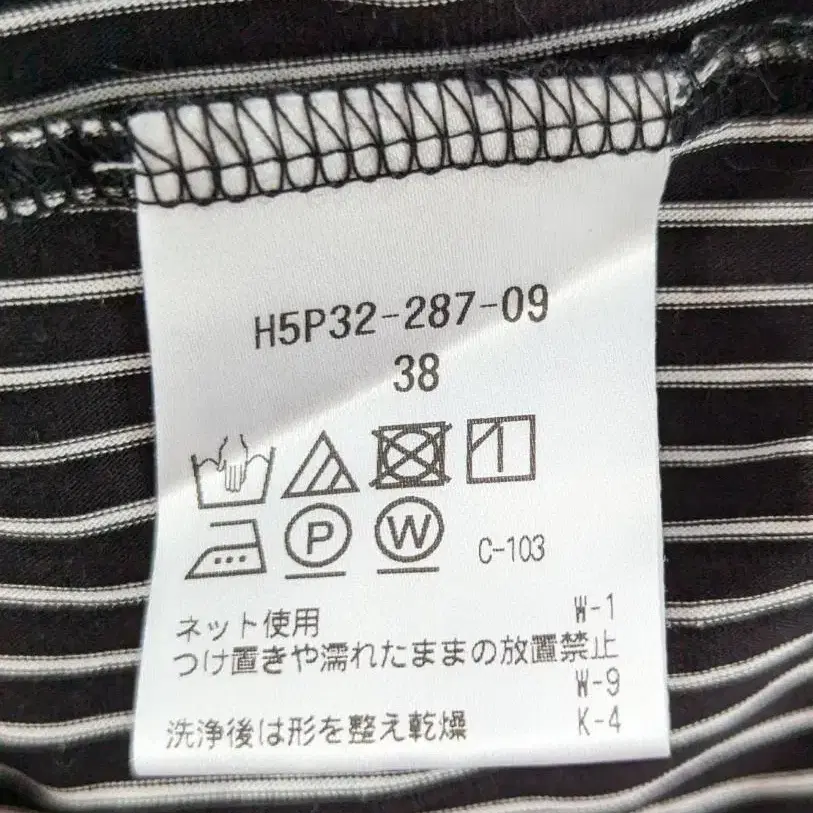 H5P32-287-09
38
P W C-103
ネット使用 W-1
つけ置きや濡れたままの放置禁止
W-9
洗浄後は形を整え乾燥 K-4